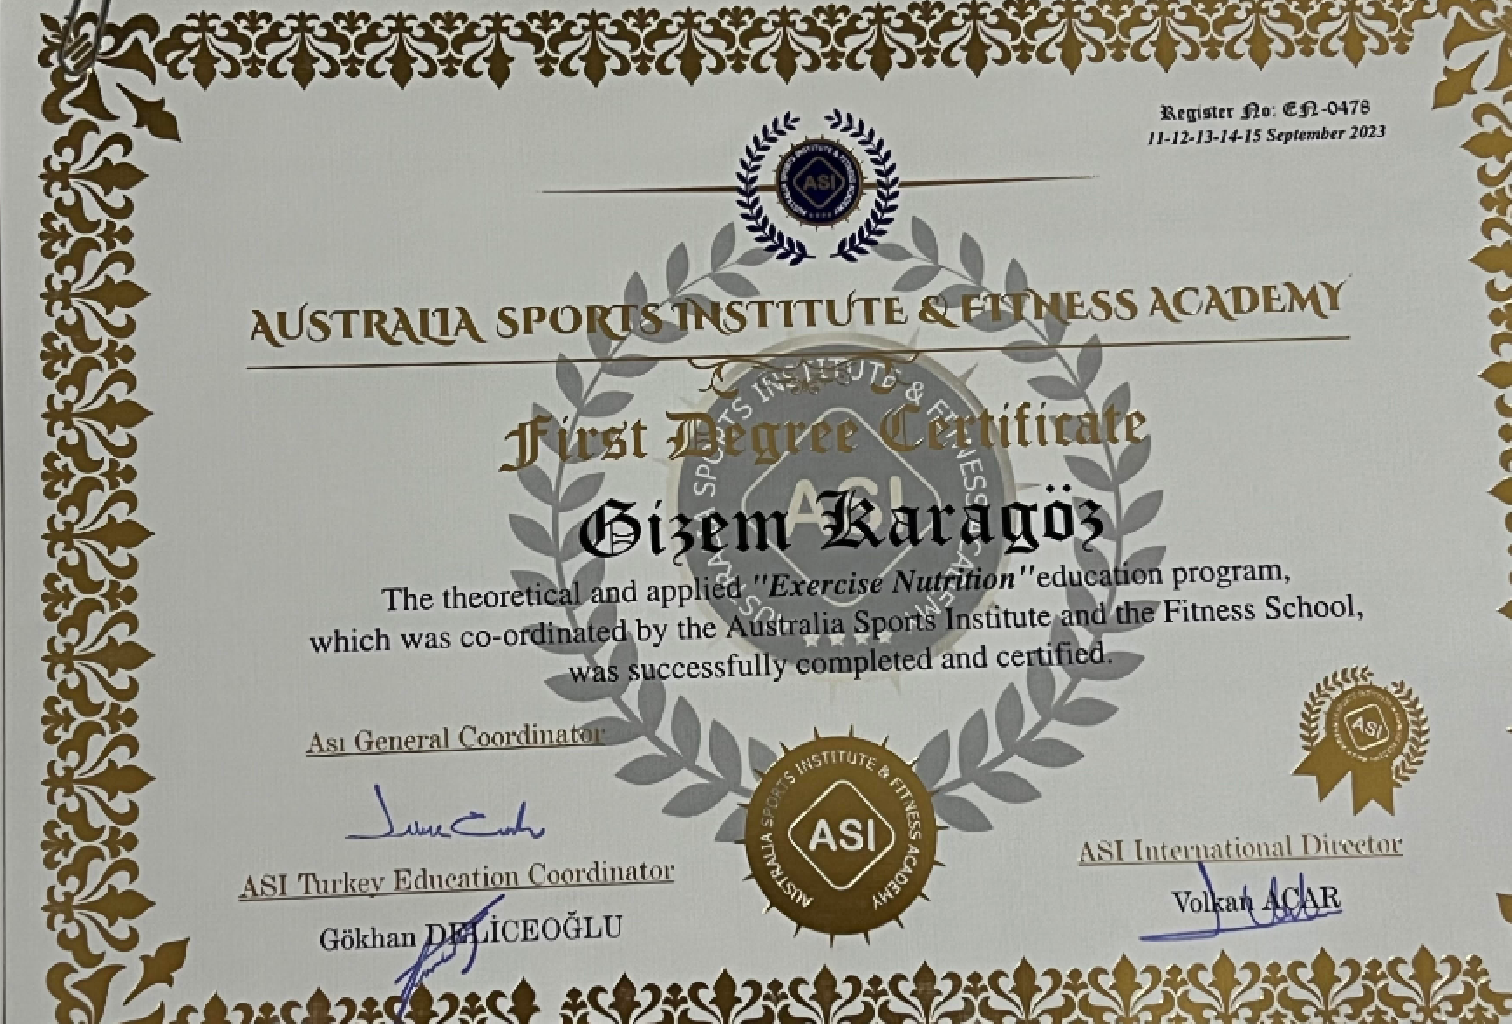 Register No: EN-0478
11-12-13-14-15 September 2023
ASI
AUSTRALIA SPORTS INSTITUTE & FITNESS ACADEMY
First Degree Certificate
Gizem Karagöz
The theoretical and applied "Exercise Nutrition" education program,
which was co-ordinated by the Australia Sports Institute and the Fitness School,
was successfully completed and certified.
Ası General Coordinator
ASI Turkey Education Coordinator
Gökhan DELİCEOĞLU
AUSTRALIA SPORTS INSTITUTE & FITNESS ACADEMY
ASI
ASI
ASI International Director
Volkan ACAR